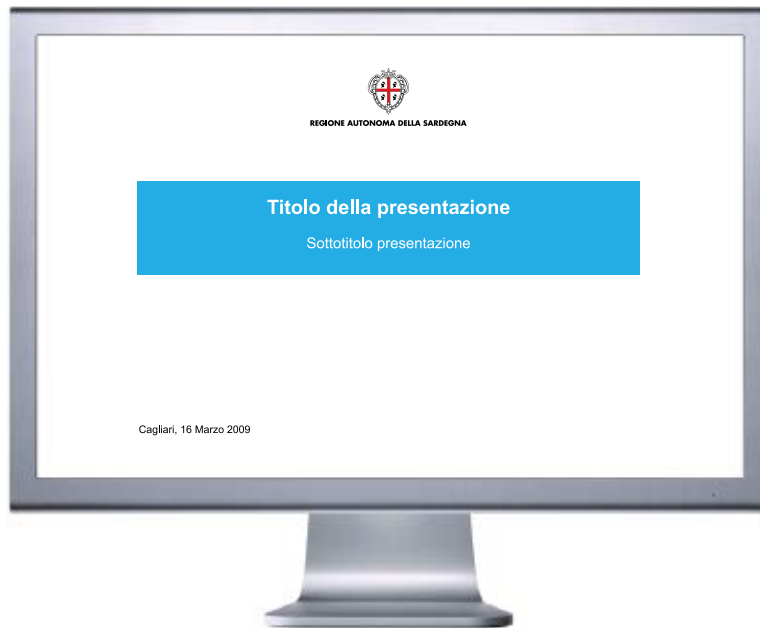 REGIONE AUTONOMA DELLA SARDEGNA
Titolo della presentazione
Sottotitolo presentazione
Cagliari, 16 Marzo 2009